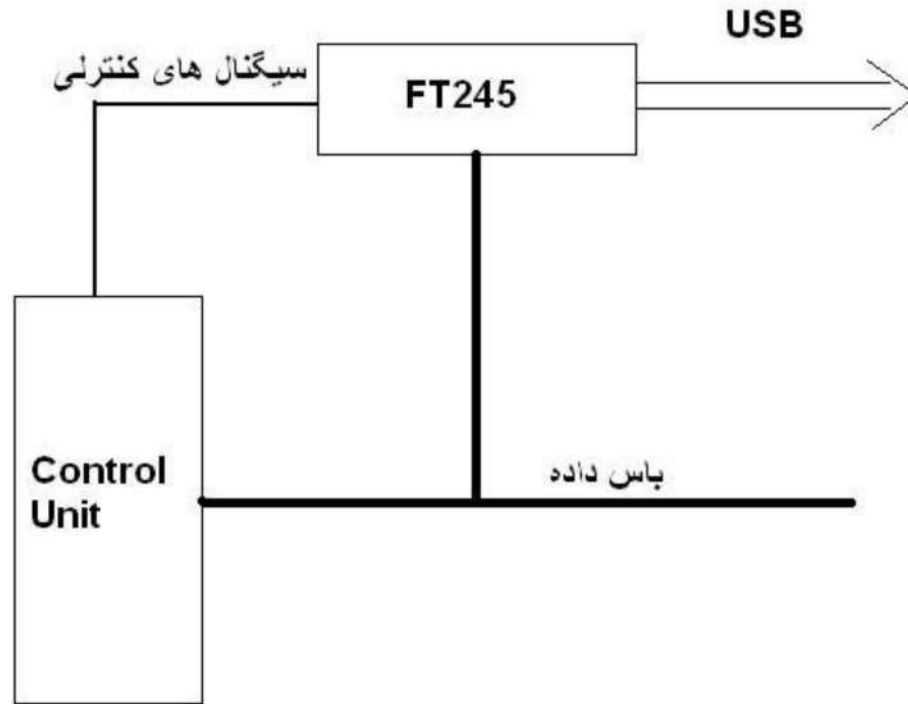 USB
سیگنال های کنترلی
FT245
Control
Unit
باس داده